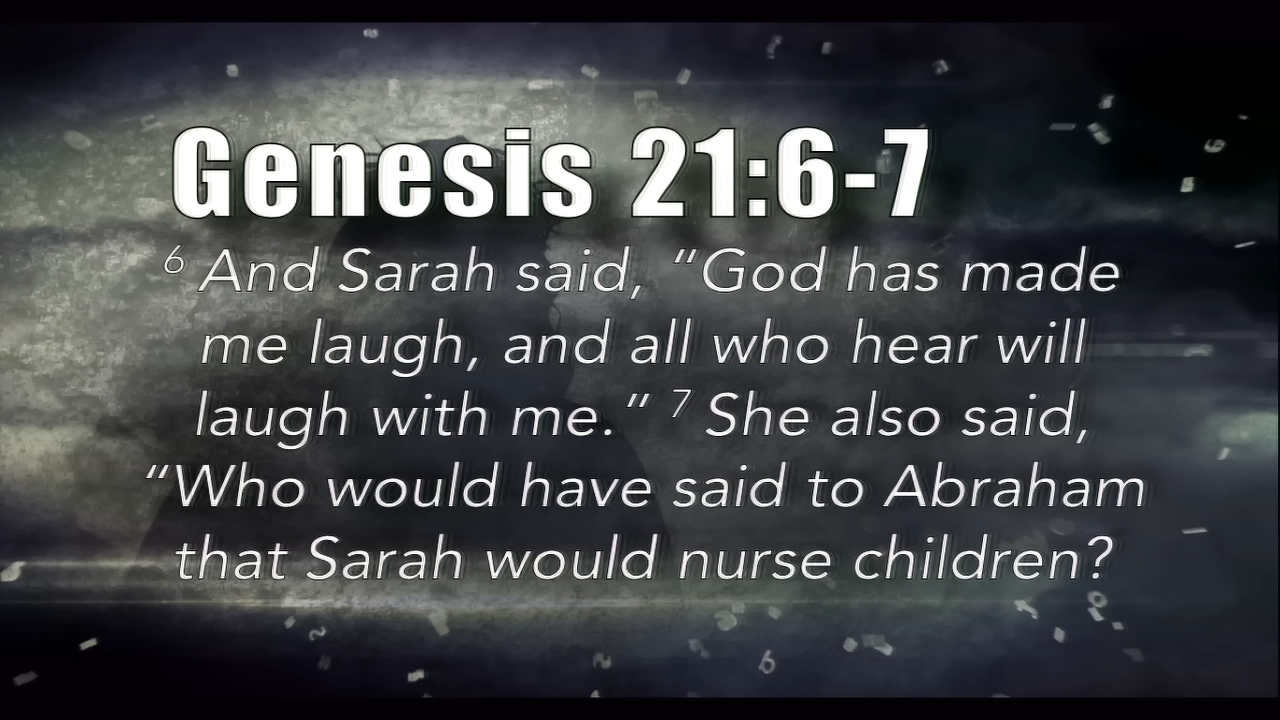 Genesis 21:6-7
6 And Sarah said, “God has made
me laugh, and all who hear will
laugh with me.” 7 She also said,
“Who would have said to Abraham
that Sarah would nurse children?